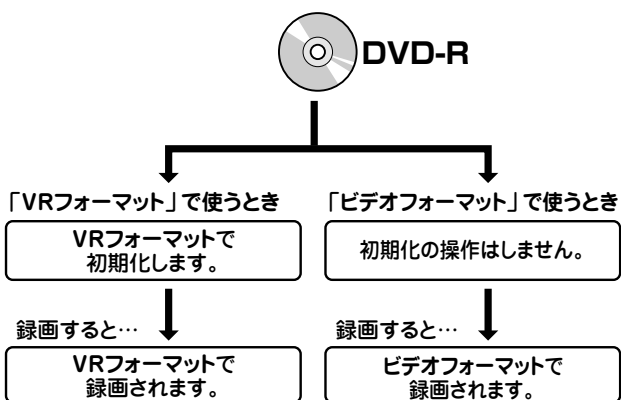 DVD-R
「VRフォーマット」で使うとき
VRフォーマットで
初期化します。
録画すると…
VRフォーマットで
録画されます。
「ビデオフォーマット」で使うとき
初期化の操作はしません。
録画すると…
ビデオフォーマットで
録画されます。